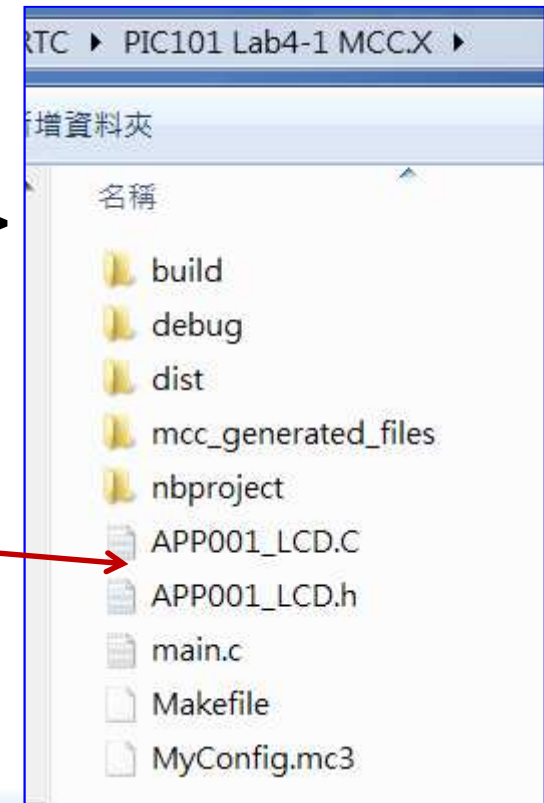 RTC ▸ PIC101 Lab4-1 MCC.X ▸
新增資料夾
名稱
build
debug
dist
mcc_generated_files
nbproject
APP001_LCD.C
APP001_LCD.h
main.c
Makefile
MyConfig.mc3